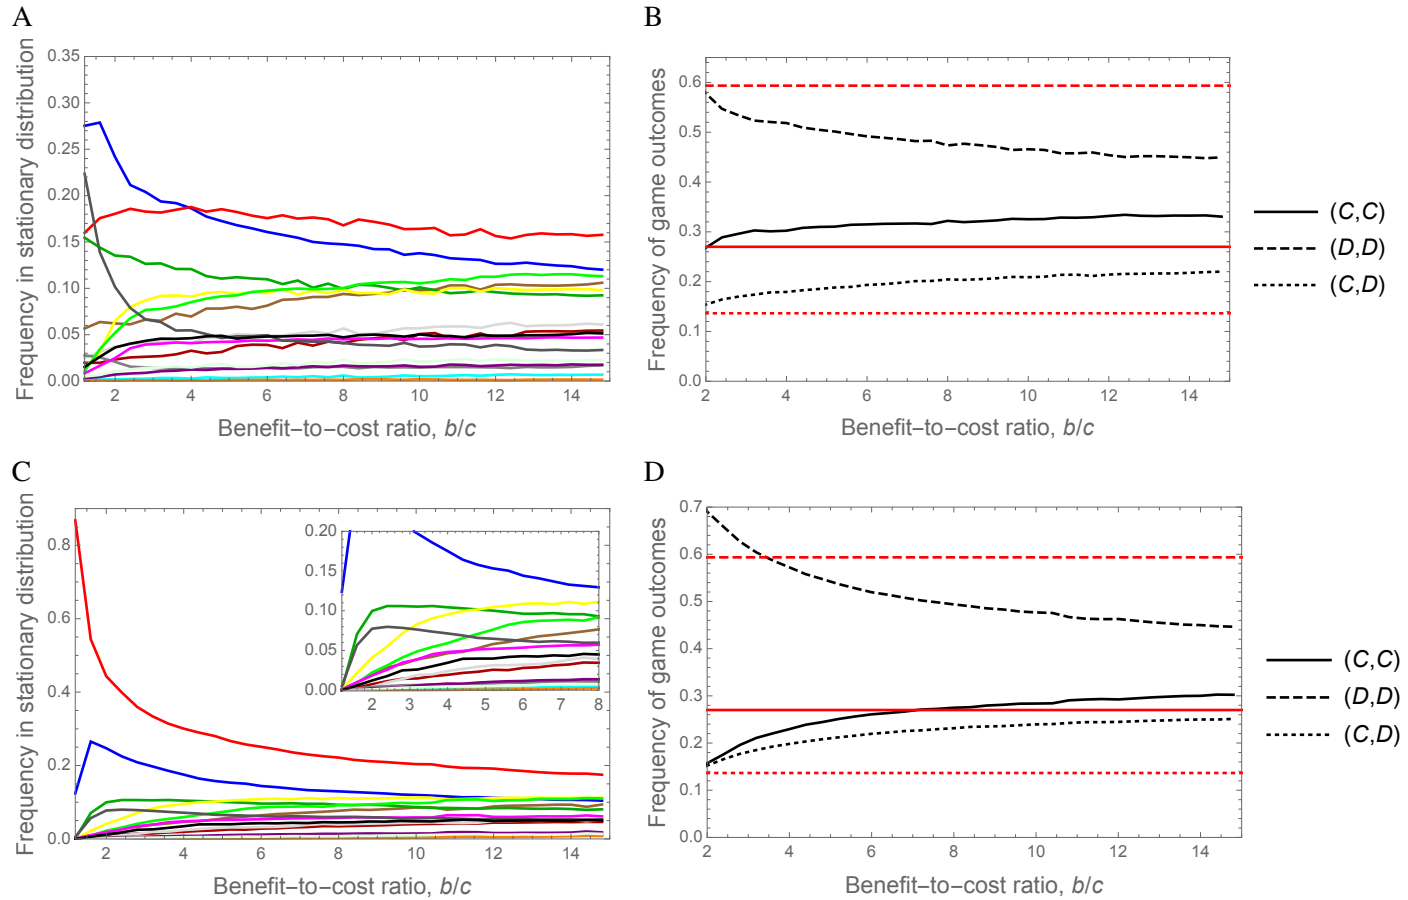 A
Frequency in stationary distribution
0.35
0.30
0.25
0.20
0.15
0.10
0.05
0.00
2 4 6 8 10 12 14
Benefit−to−cost ratio, b/c
B
Frequency of game outcomes
0.6
0.5
0.4
0.3
0.2
0.1
0.0
2 4 6 8 10 12 14
Benefit−to−cost ratio, b/c
(C,C)
(D,D)
(C,D)
C
Frequency in stationary distribution
0.8
0.6
0.4
0.2
0.0
2 4 6 8 10 12 14
Benefit−to−cost ratio, b/c
0.20
0.15
0.10
0.05
0.00
2 3 4 5 6 7 8
D
Frequency of game outcomes
0.7
0.6
0.5
0.4
0.3
0.2
0.1
0.0
2 4 6 8 10 12 14
Benefit−to−cost ratio, b/c
(C,C)
(D,D)
(C,D)